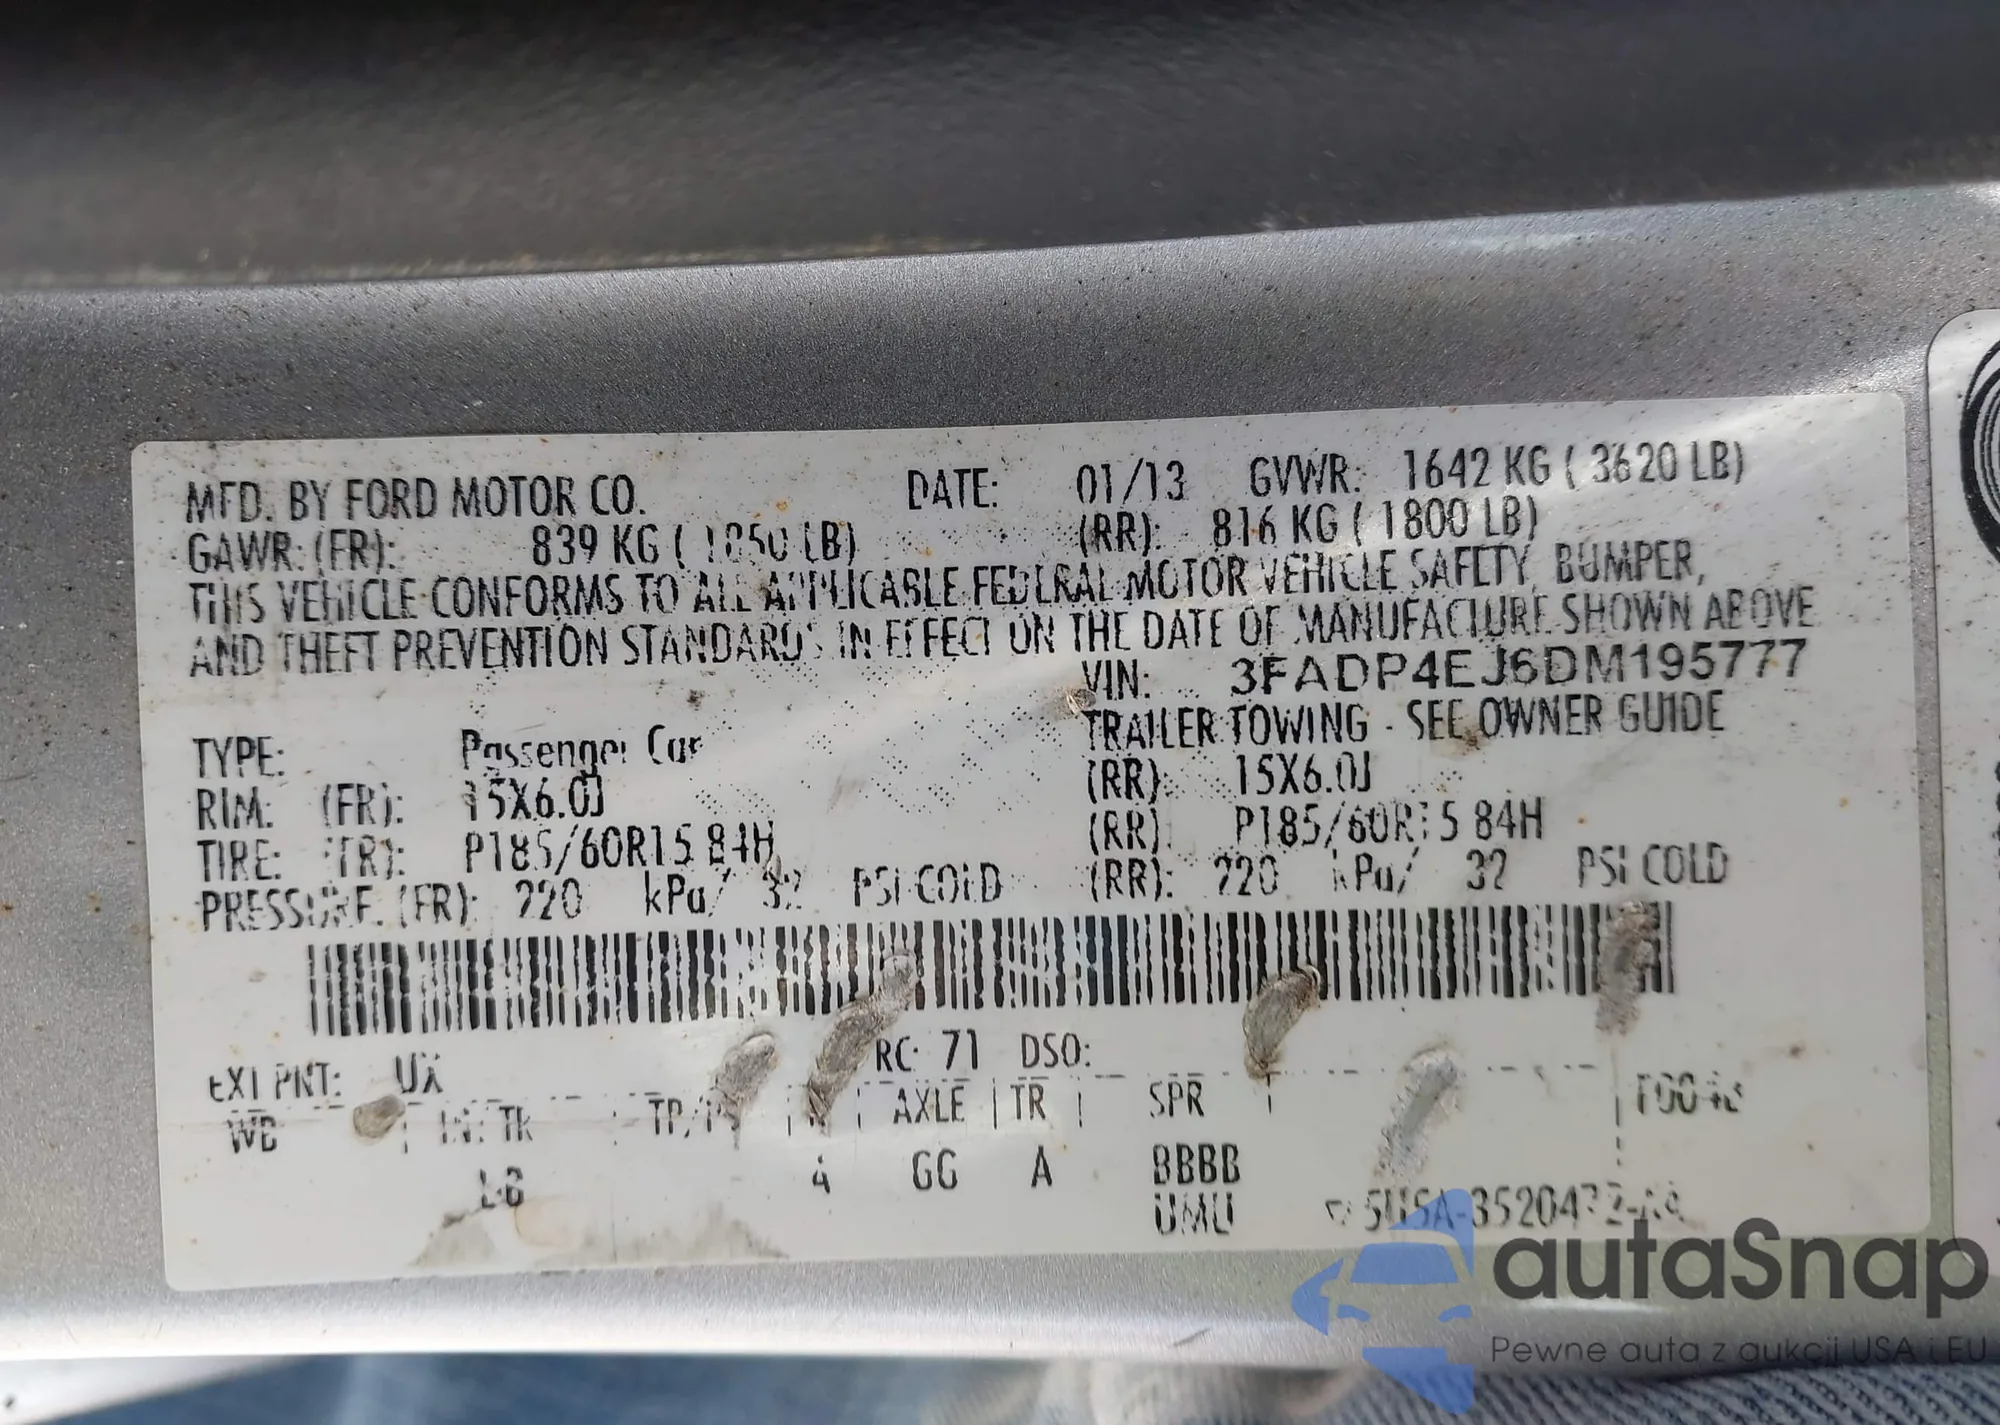 MFD. BY FORD MOTOR CO. DATE: 01/13 GVWR: 1642 KG ( 3620 LB)
GAWR: (FR): 839 KG ( 1850 LB) (RR): 816 KG ( 1800 LB)
THIS VEHICLE CONFORMS TO ALL APPLICABLE FEDERAL MOTOR VEHICLE SAFETY, BUMPER,
AND THEFT PREVENTION STANDARDS IN EFFECT ON THE DATE OF MANUFACTURE SHOWN ABOVE
VIN: 3FADP4EJ6DM195777
TYPE: Passenger Car TRAILER TOWING - SEE OWNER GUIDE
RIM: (FR): 15X6.0J (RR): 15X6.0J
TIRE: (FR): P185/60R15 84H (RR): P185/60R15 84H
PRESSURE: (FR): 220 kPa/ 32 PSI COLD (RR): 220 kPa/ 32 PSI COLD
EXT PNT: UX RC: 71 DSO:
WB INT TR AXLE TR SPR
4 GG A BBBB
UMU
autaSnap
Pewne auta z aukcji USA i EU